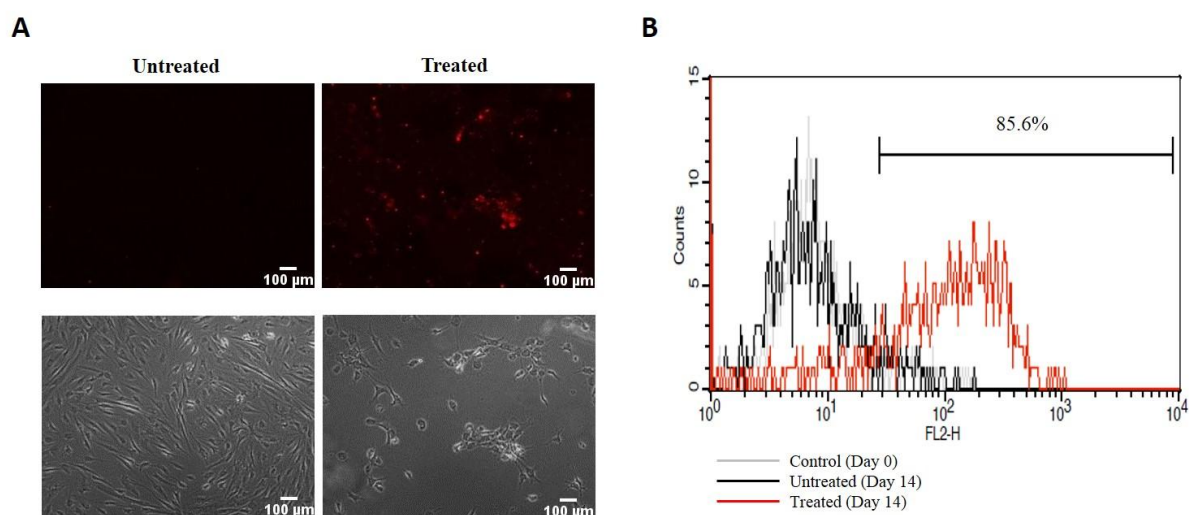 A
Untreated
Treated
100 µm
100 µm
100 µm
100 µm
B
85.6%
15
10
5
0
Counts
10⁰
10¹
10²
10³
10⁴
FL2-H
Control (Day 0)
Untreated (Day 14)
Treated (Day 14)